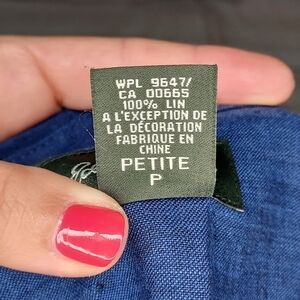 WPL 9647/
CA 00665
100% LIN
A L'EXCEPTION DE
LA DÉCORATION
FABRIQUE EN
CHINE
PETITE
P